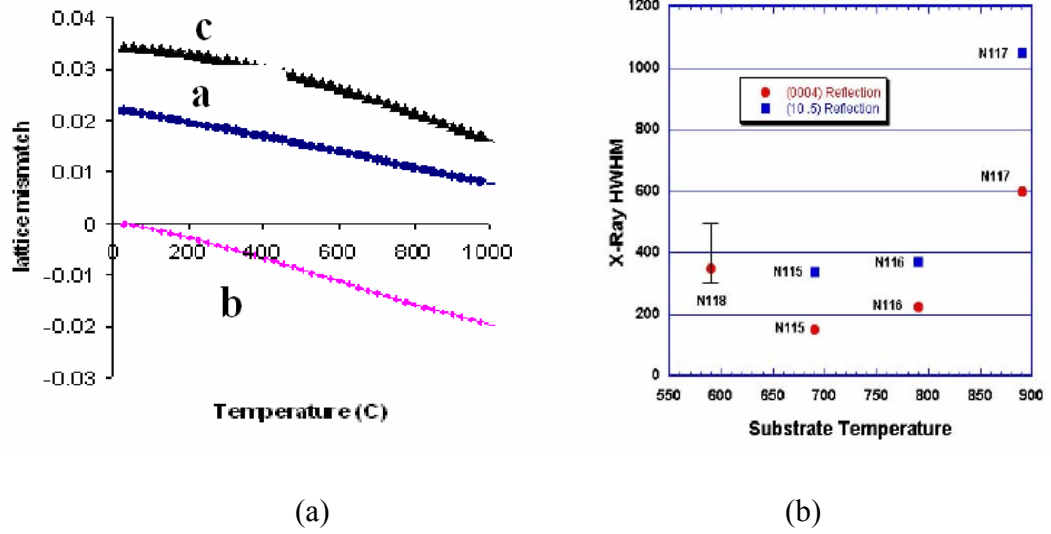 0.04
0.03
0.02
0.01
0
-0.01
-0.02
-0.03
0 200 400 600 800 1000
c
a
b
lattice mismatch
Temperature (C)
(a)
1200
1000
800
600
400
200
0
550 600 650 700 750 800 850 900
X-Ray HWHM
(0004) Reflection
(10..5) Reflection
N117
N117
N118
N115
N115
N116
N116
Substrate Temperature
(b)